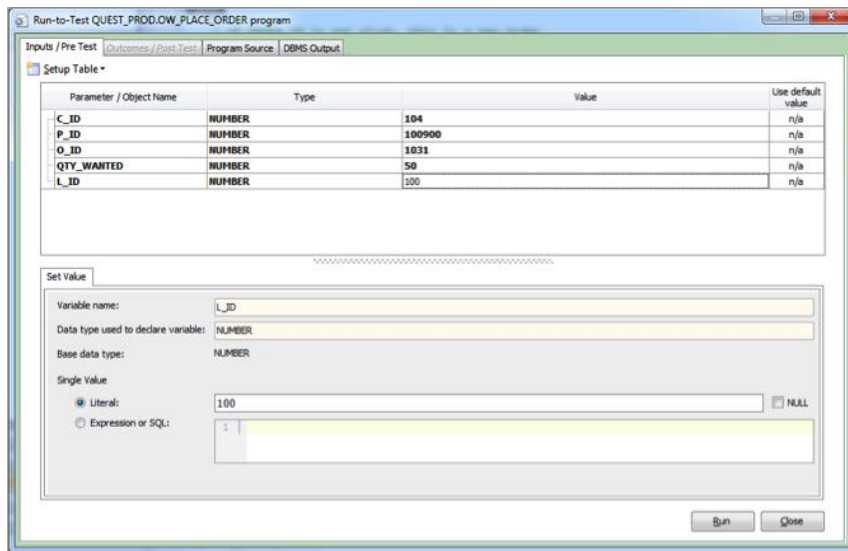 Run-to-Test QUEST_PROD.OW_PLACE_ORDER program
Inputs / Pre Test Outcomes / Post Test Program Source DBMS Output
Setup Table
Parameter / Object Name Type Value Use default value
C_ID NUMBER 104 n/a
P_ID NUMBER 100900 n/a
O_ID NUMBER 1031 n/a
QTY_WANTED NUMBER 50 n/a
L_ID NUMBER 100 n/a
Set Value
Variable name: L_ID
Data type used to declare variable: NUMBER
Base data type: NUMBER
Single Value
Literal: 100 NULL
Expression or SQL: 1
Run Close